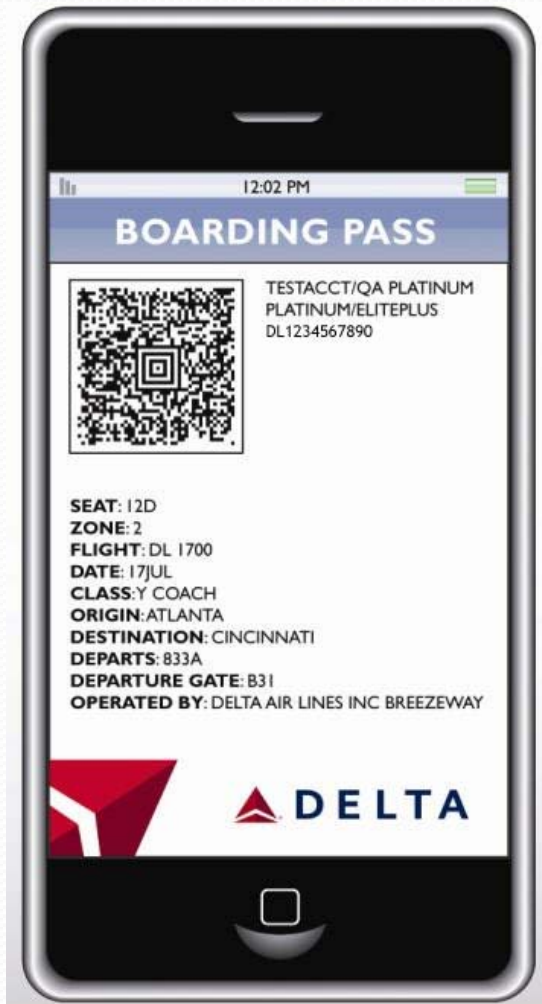 12:02 PM
BOARDING PASS
TESTACCT/QA PLATINUM
PLATINUM/ELITEPLUS
DL1234567890
SEAT: 12D
ZONE: 2
FLIGHT: DL 1700
DATE: 17JUL
CLASS:Y COACH
ORIGIN:ATLANTA
DESTINATION: CINCINNATI
DEPARTS: 833A
DEPARTURE GATE: B31
OPERATED BY: DELTA AIR LINES INC BREEZEWAY
DELTA